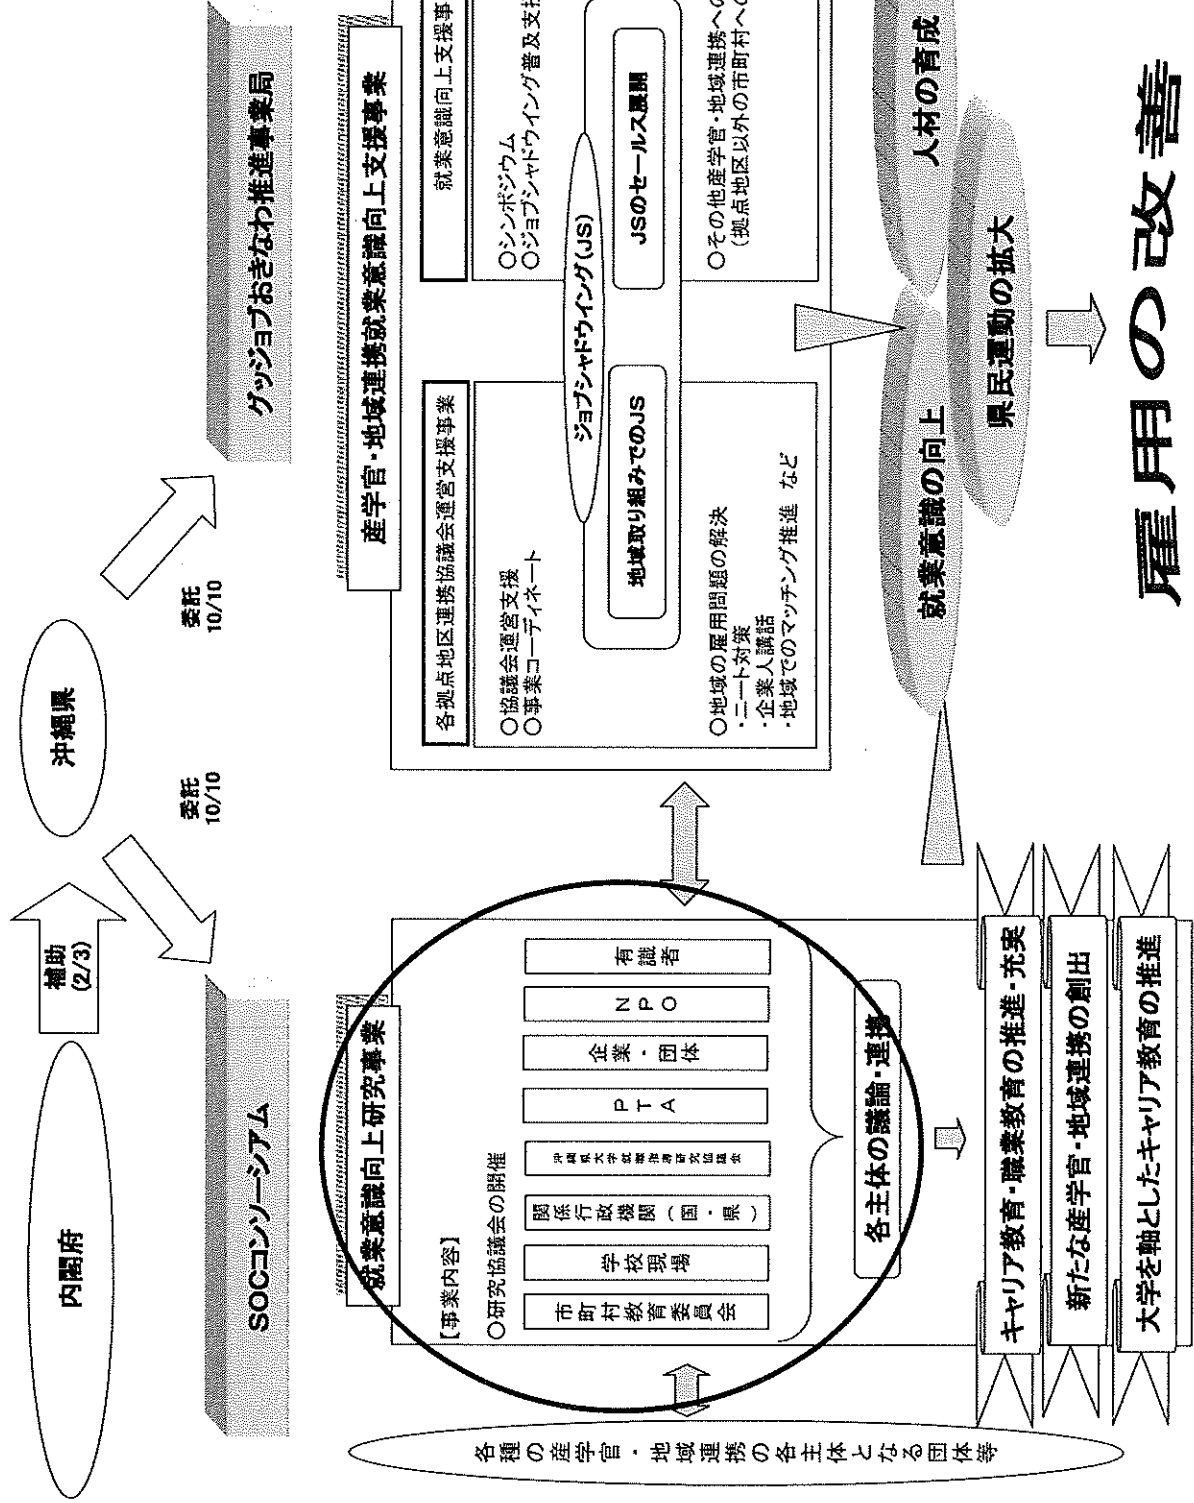 内閣府
補助
(2/3)
沖縄県
委託
10/10
委託
10/10
SOCコンソーシアム
グッジョブおきなわ推進事業局
就業意識向上研究事業
【事業内容】
○研究協議会の開催
市町村教育委員会
学校現場
関係行政機関(国・県)
沖縄県大学就職指導研究協議会
PTA
企業・団体
NPO
有識者
各主体の議論・連携
各種の産学官・地域連携の各主体となる団体等
キャリア教育・職業教育の推進・充実
新たな産学官・地域連携の創出
大学を軸としたキャリア教育の推進
産学官・地域連携就業意識向上支援事業
各拠点地区連携協議会運営支援事業
○協議会運営支援
○事業コーディネート
ジョブシャドウイング(JS)
地域取り組みでのJS
JSのセールス展開
○地域の雇用問題の解決
・ニート対策
・企業人講話
・地域でのマッチング推進 など
就業意識向上支援事
○シンポジウム
○ジョブシャドウイング普及支援
○その他産学官・地域連携への
(拠点地区以外の市町村への
就業意識の向上
人材の育成
県民運動の拡大
雇用の改善